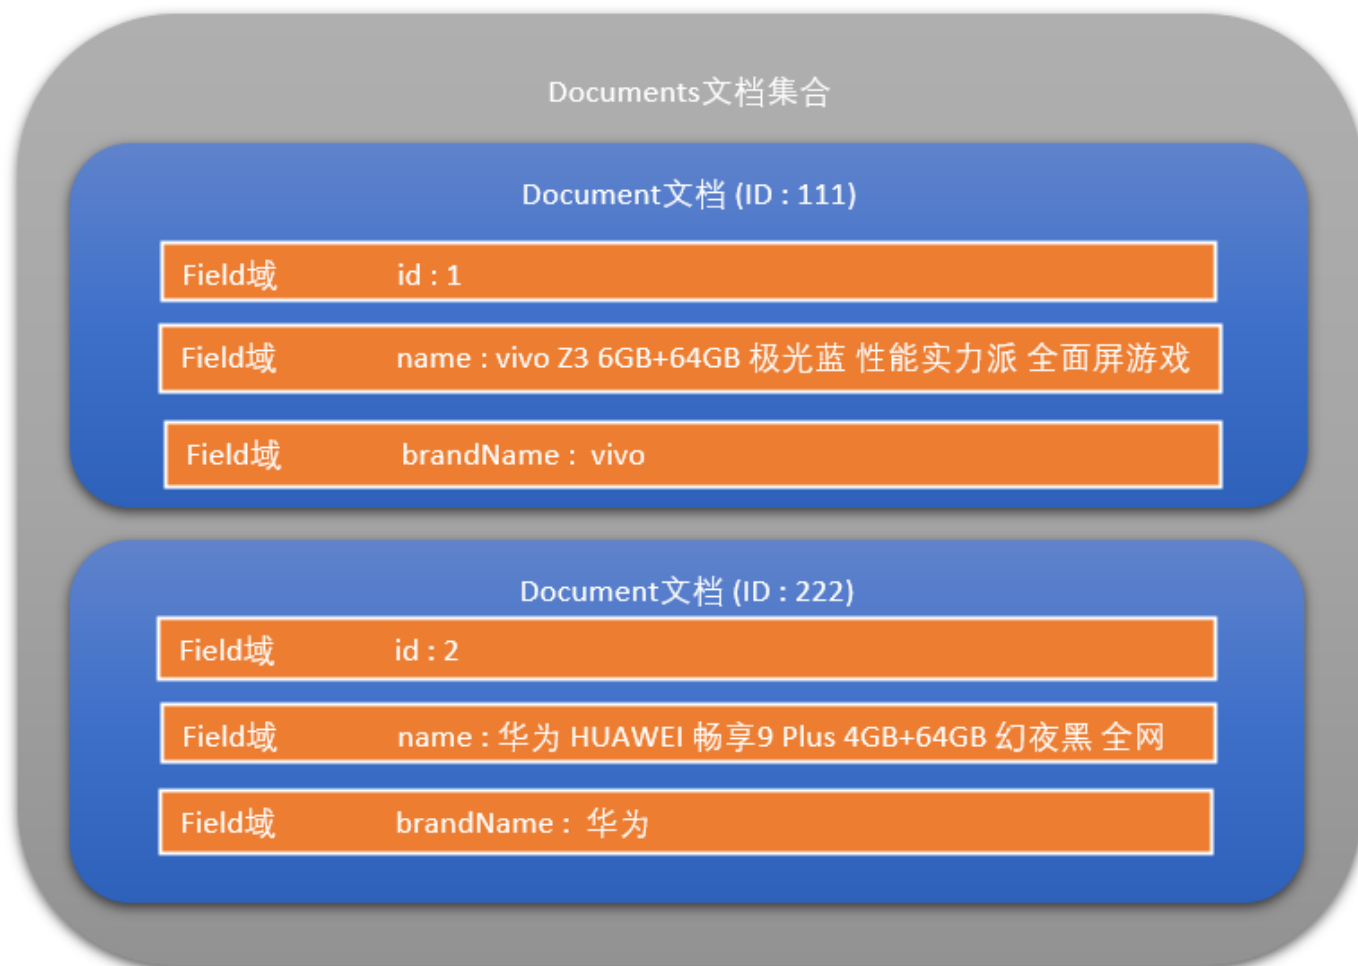 Documents文档集合
Document文档 (ID : 111)
Field域 id : 1
Field域 name : vivo Z3 6GB+64GB 极光蓝 性能实力派 全面屏游戏
Field域 brandName : vivo
Document文档 (ID : 222)
Field域 id : 2
Field域 name : 华为 HUAWEI 畅享9 Plus 4GB+64GB 幻夜黑 全网
Field域 brandName : 华为